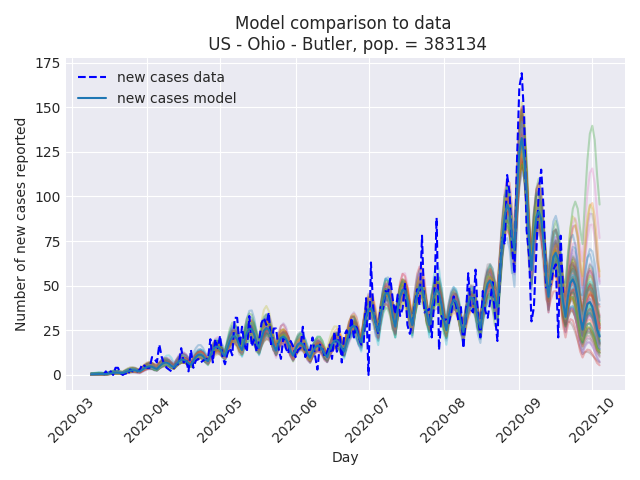 Model comparison to data
US - Ohio - Butler, pop. = 383134
new cases data
new cases model
Number of new cases reported
175
150
125
100
75
50
25
0
2020-03
2020-04
2020-05
2020-06
2020-07
2020-08
2020-09
2020-10
Day